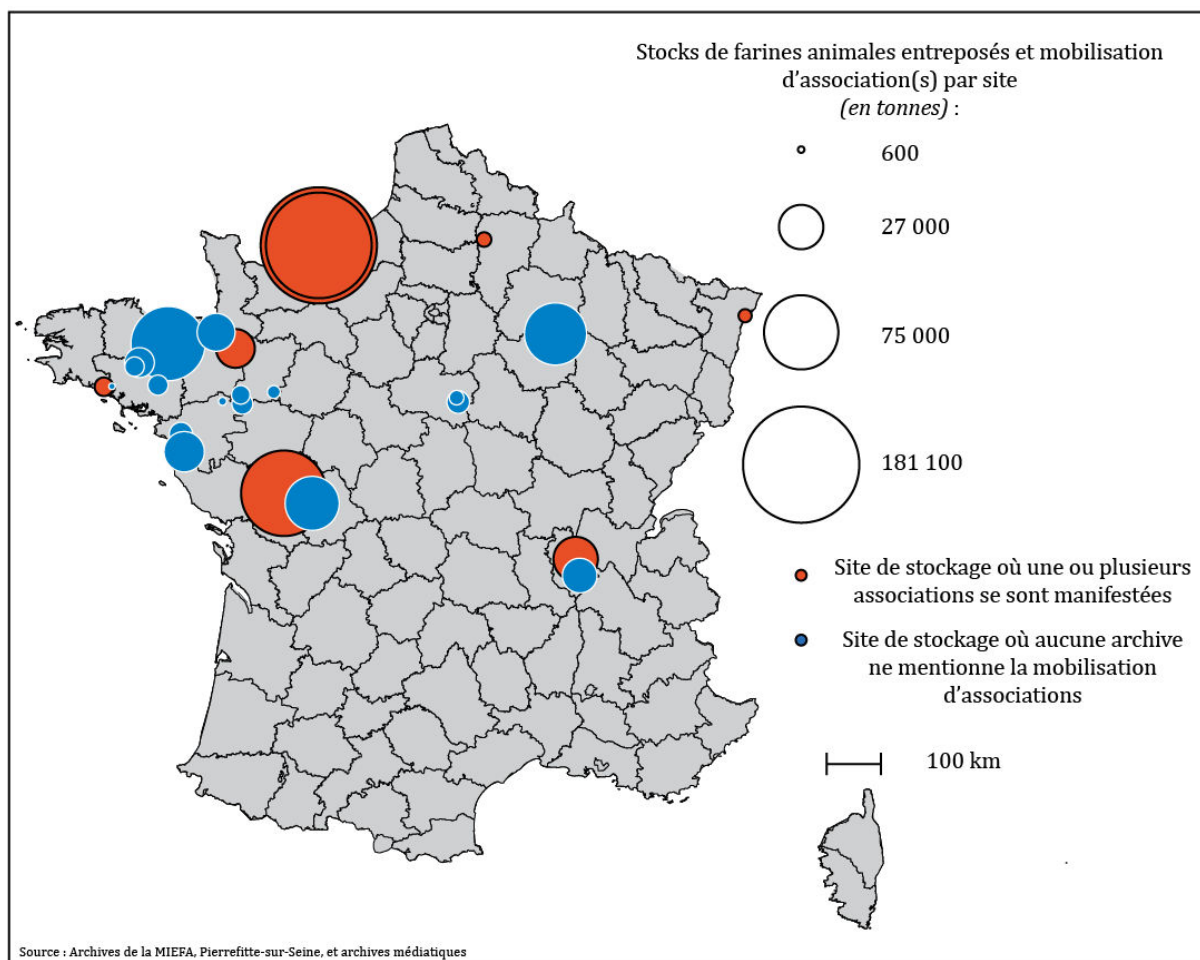 Stocks de farines animales entreposés et mobilisation
d'association(s) par site
(en tonnes) :
600
27 000
75 000
181 100
Site de stockage où une ou plusieurs
associations se sont manifestées
Site de stockage où aucune archive
ne mentionne la mobilisation
d'associations
100 km
Source : Archives de la MIEFA, Pierrefitte-sur-Seine, et archives médiatiques